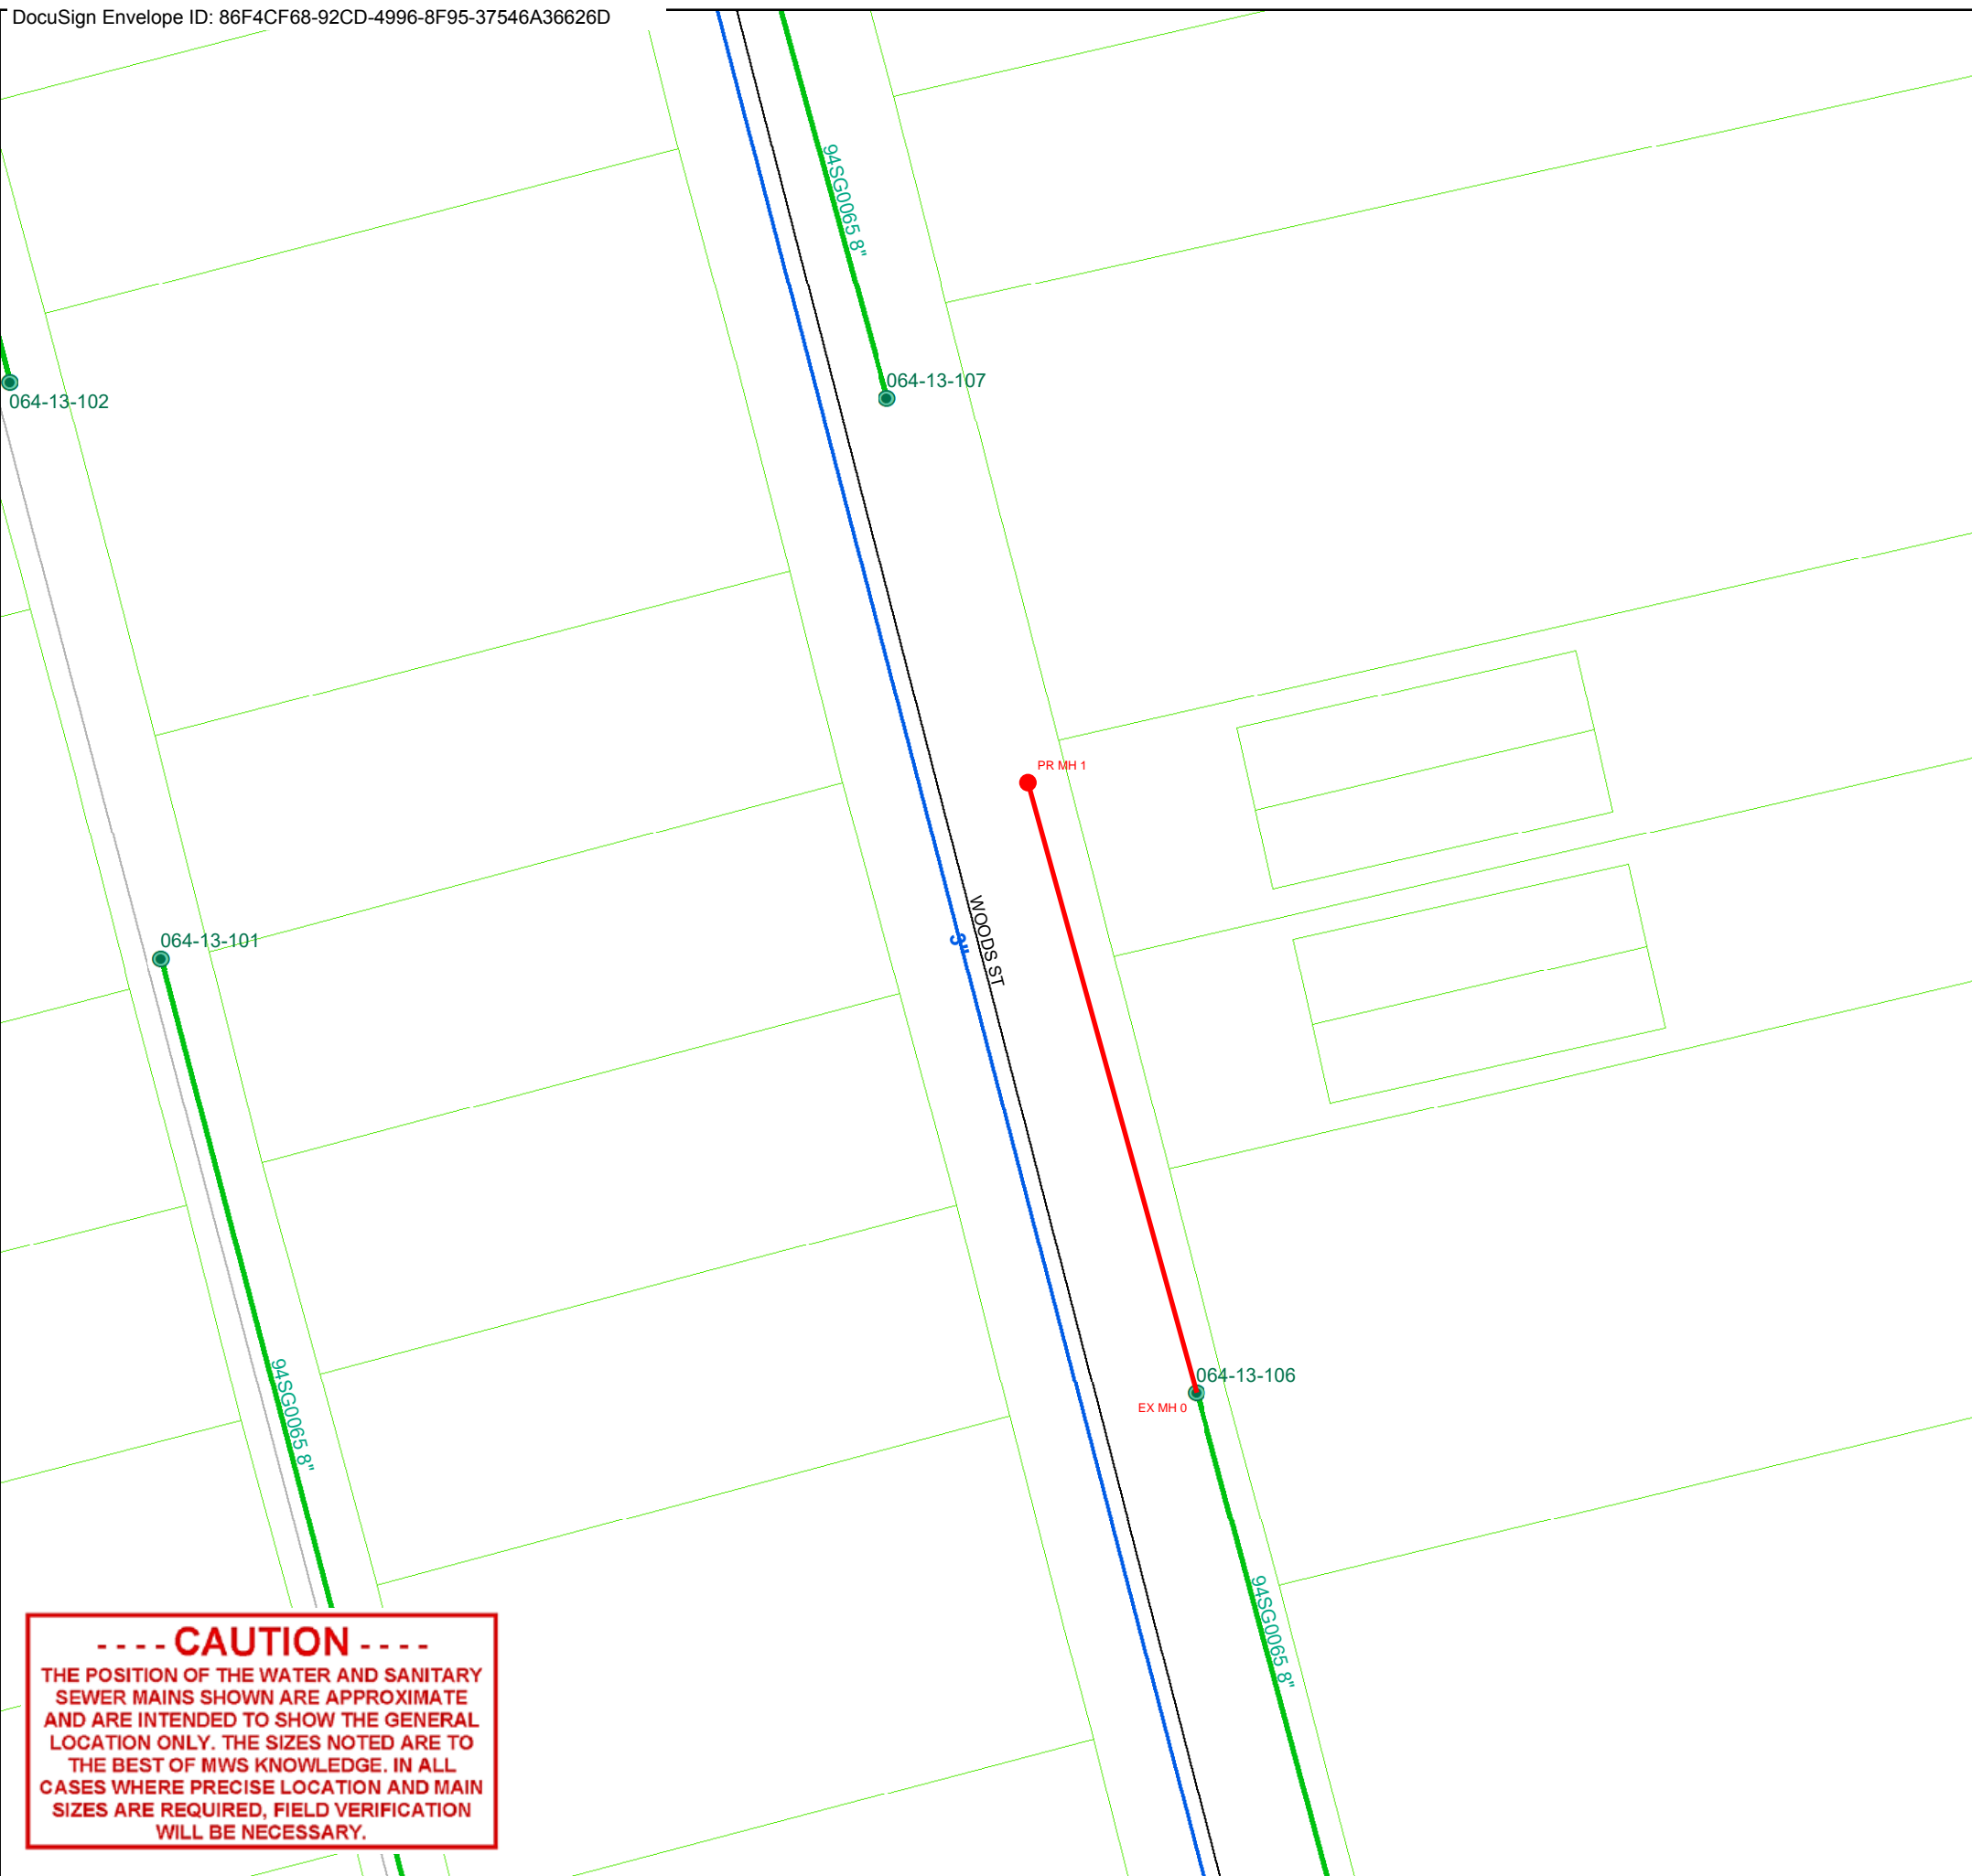 DocuSign Envelope ID: 86F4CF68-92CD-4996-8F95-37546A36626D
94SG0065 8"
064-13-107
064-13-102
PR MH 1
WOODS ST
3"
064-13-101
064-13-106
EX MH 0
94SG0065 8"
94SG0065 8"
- - - - CAUTION - - - -
THE POSITION OF THE WATER AND SANITARY
SEWER MAINS SHOWN ARE APPROXIMATE
AND ARE INTENDED TO SHOW THE GENERAL
LOCATION ONLY. THE SIZES NOTED ARE TO
THE BEST OF MWS KNOWLEDGE. IN ALL
CASES WHERE PRECISE LOCATION AND MAIN
SIZES ARE REQUIRED, FIELD VERIFICATION
WILL BE NECESSARY.